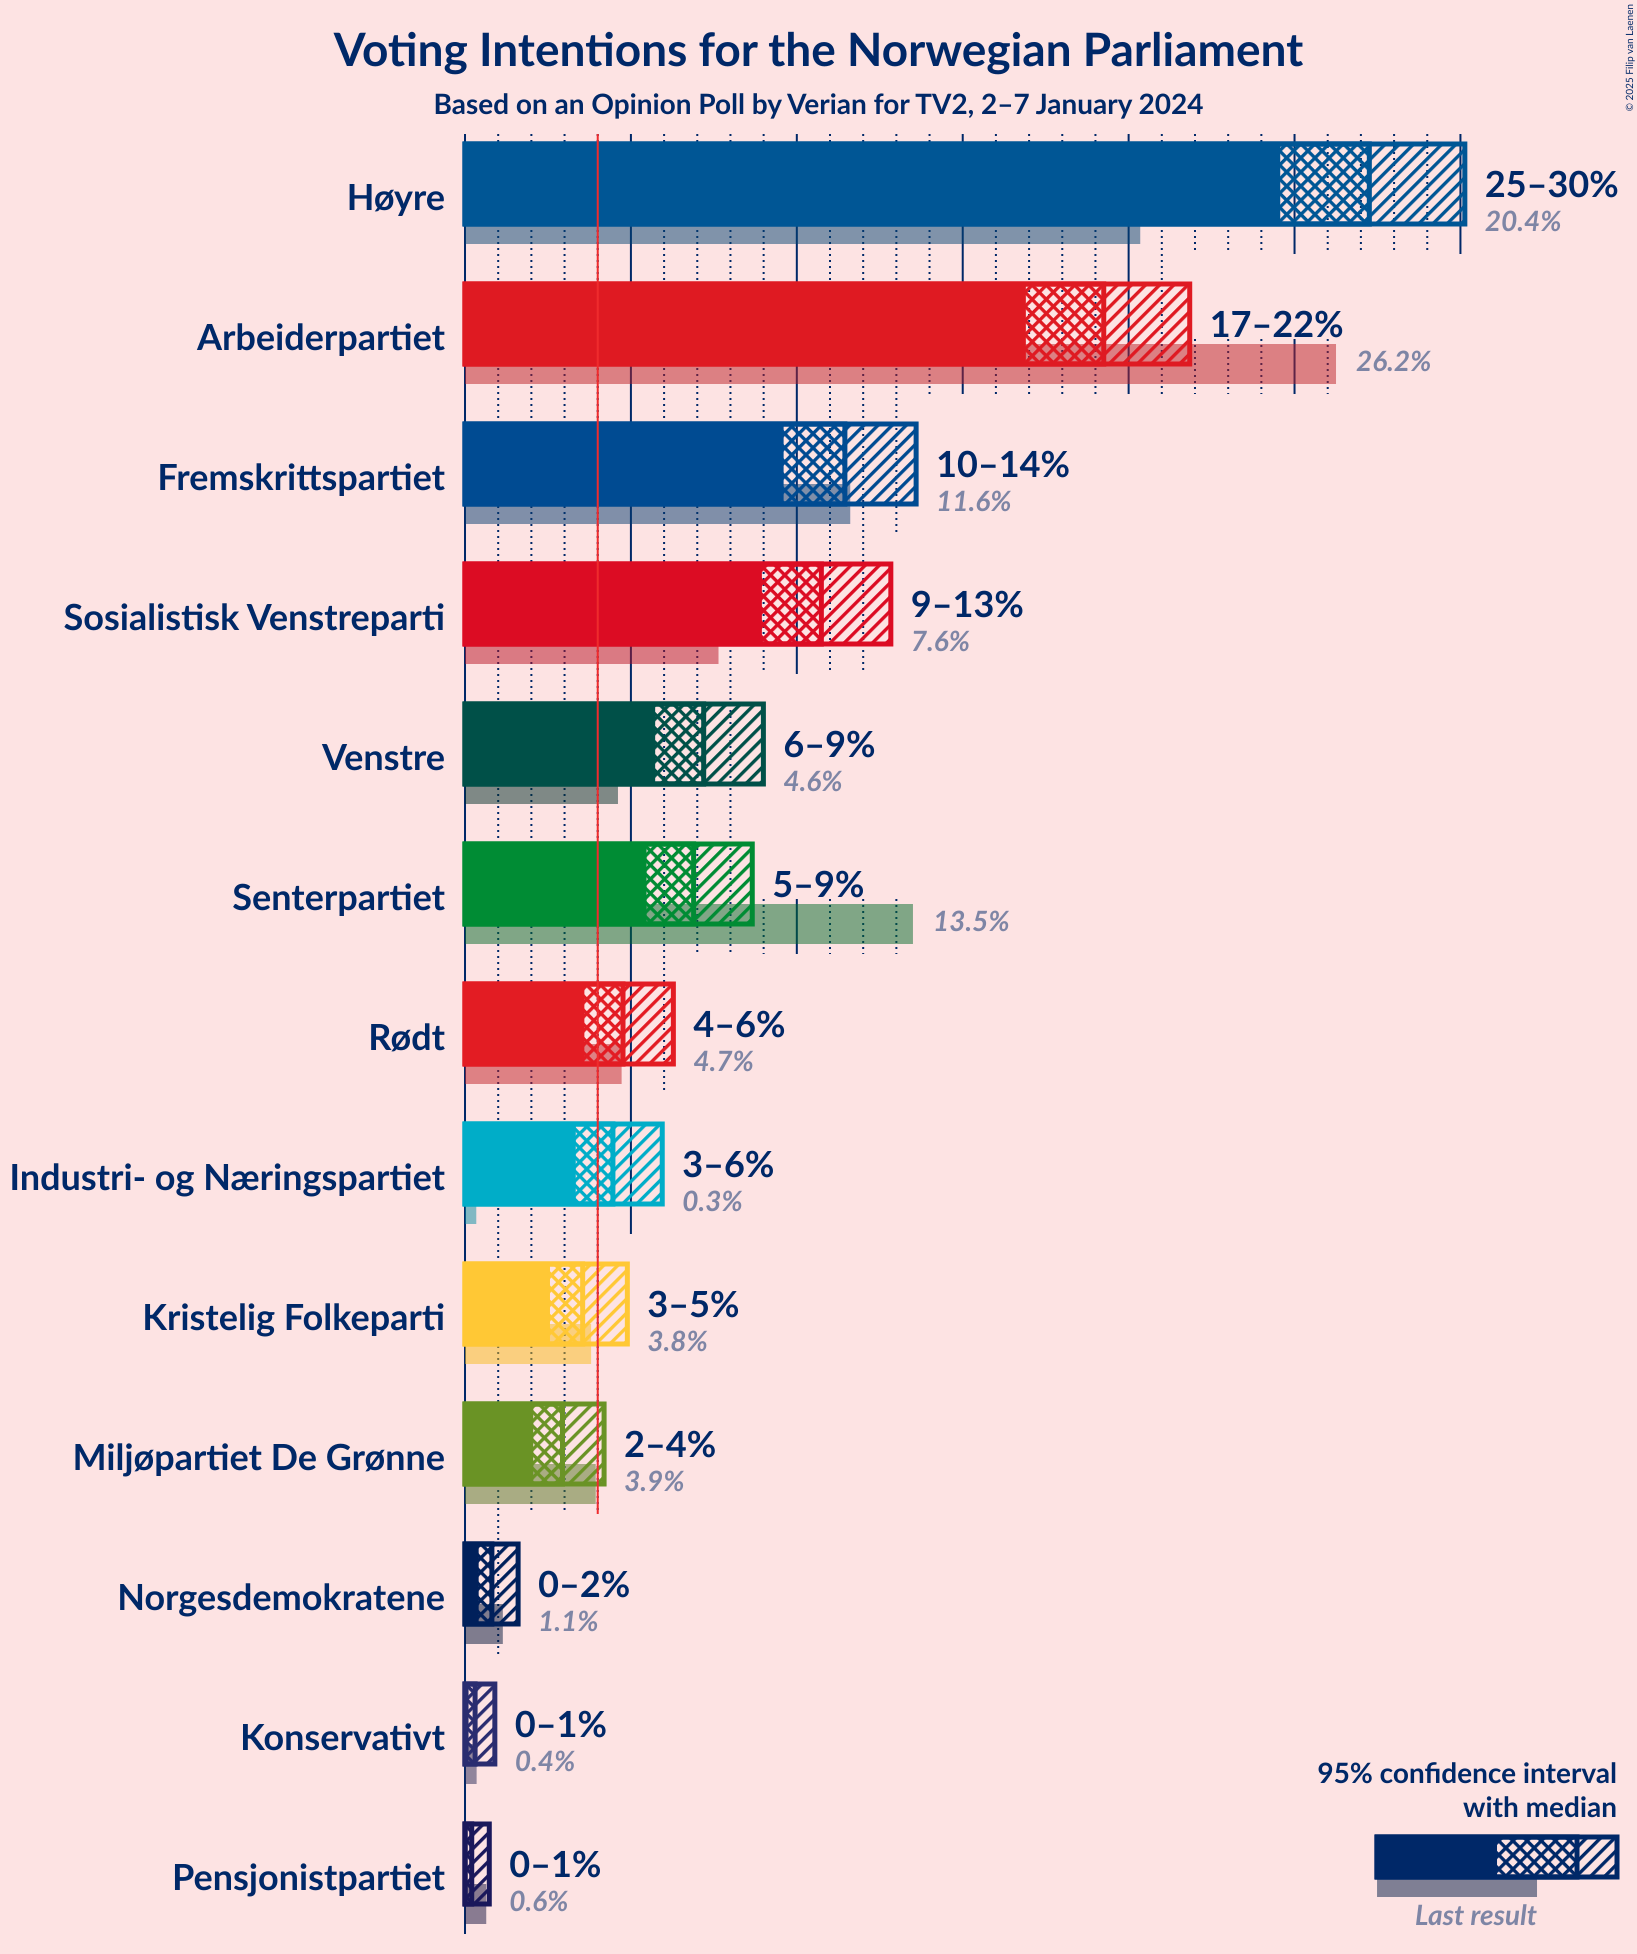 © 2025 Filip van Laenen
Voting Intentions for the Norwegian Parliament
Based on an Opinion Poll by Verian for TV2, 2–7 January 2024
Høyre
25–30%
20.4%
Arbeiderpartiet
17–22%
26.2%
Fremskrittspartiet
10–14%
11.6%
Sosialistisk Venstreparti
9–13%
7.6%
Venstre
6–9%
4.6%
Senterpartiet
5–9%
13.5%
Rødt
4–6%
4.7%
Industri- og Næringspartiet
3–6%
0.3%
Kristelig Folkeparti
3–5%
3.8%
Miljøpartiet De Grønne
2–4%
3.9%
Norgesdemokratene
0–2%
1.1%
Konservativt
0–1%
0.4%
Pensjonistpartiet
0–1%
0.6%
95% confidence interval
with median
Last result